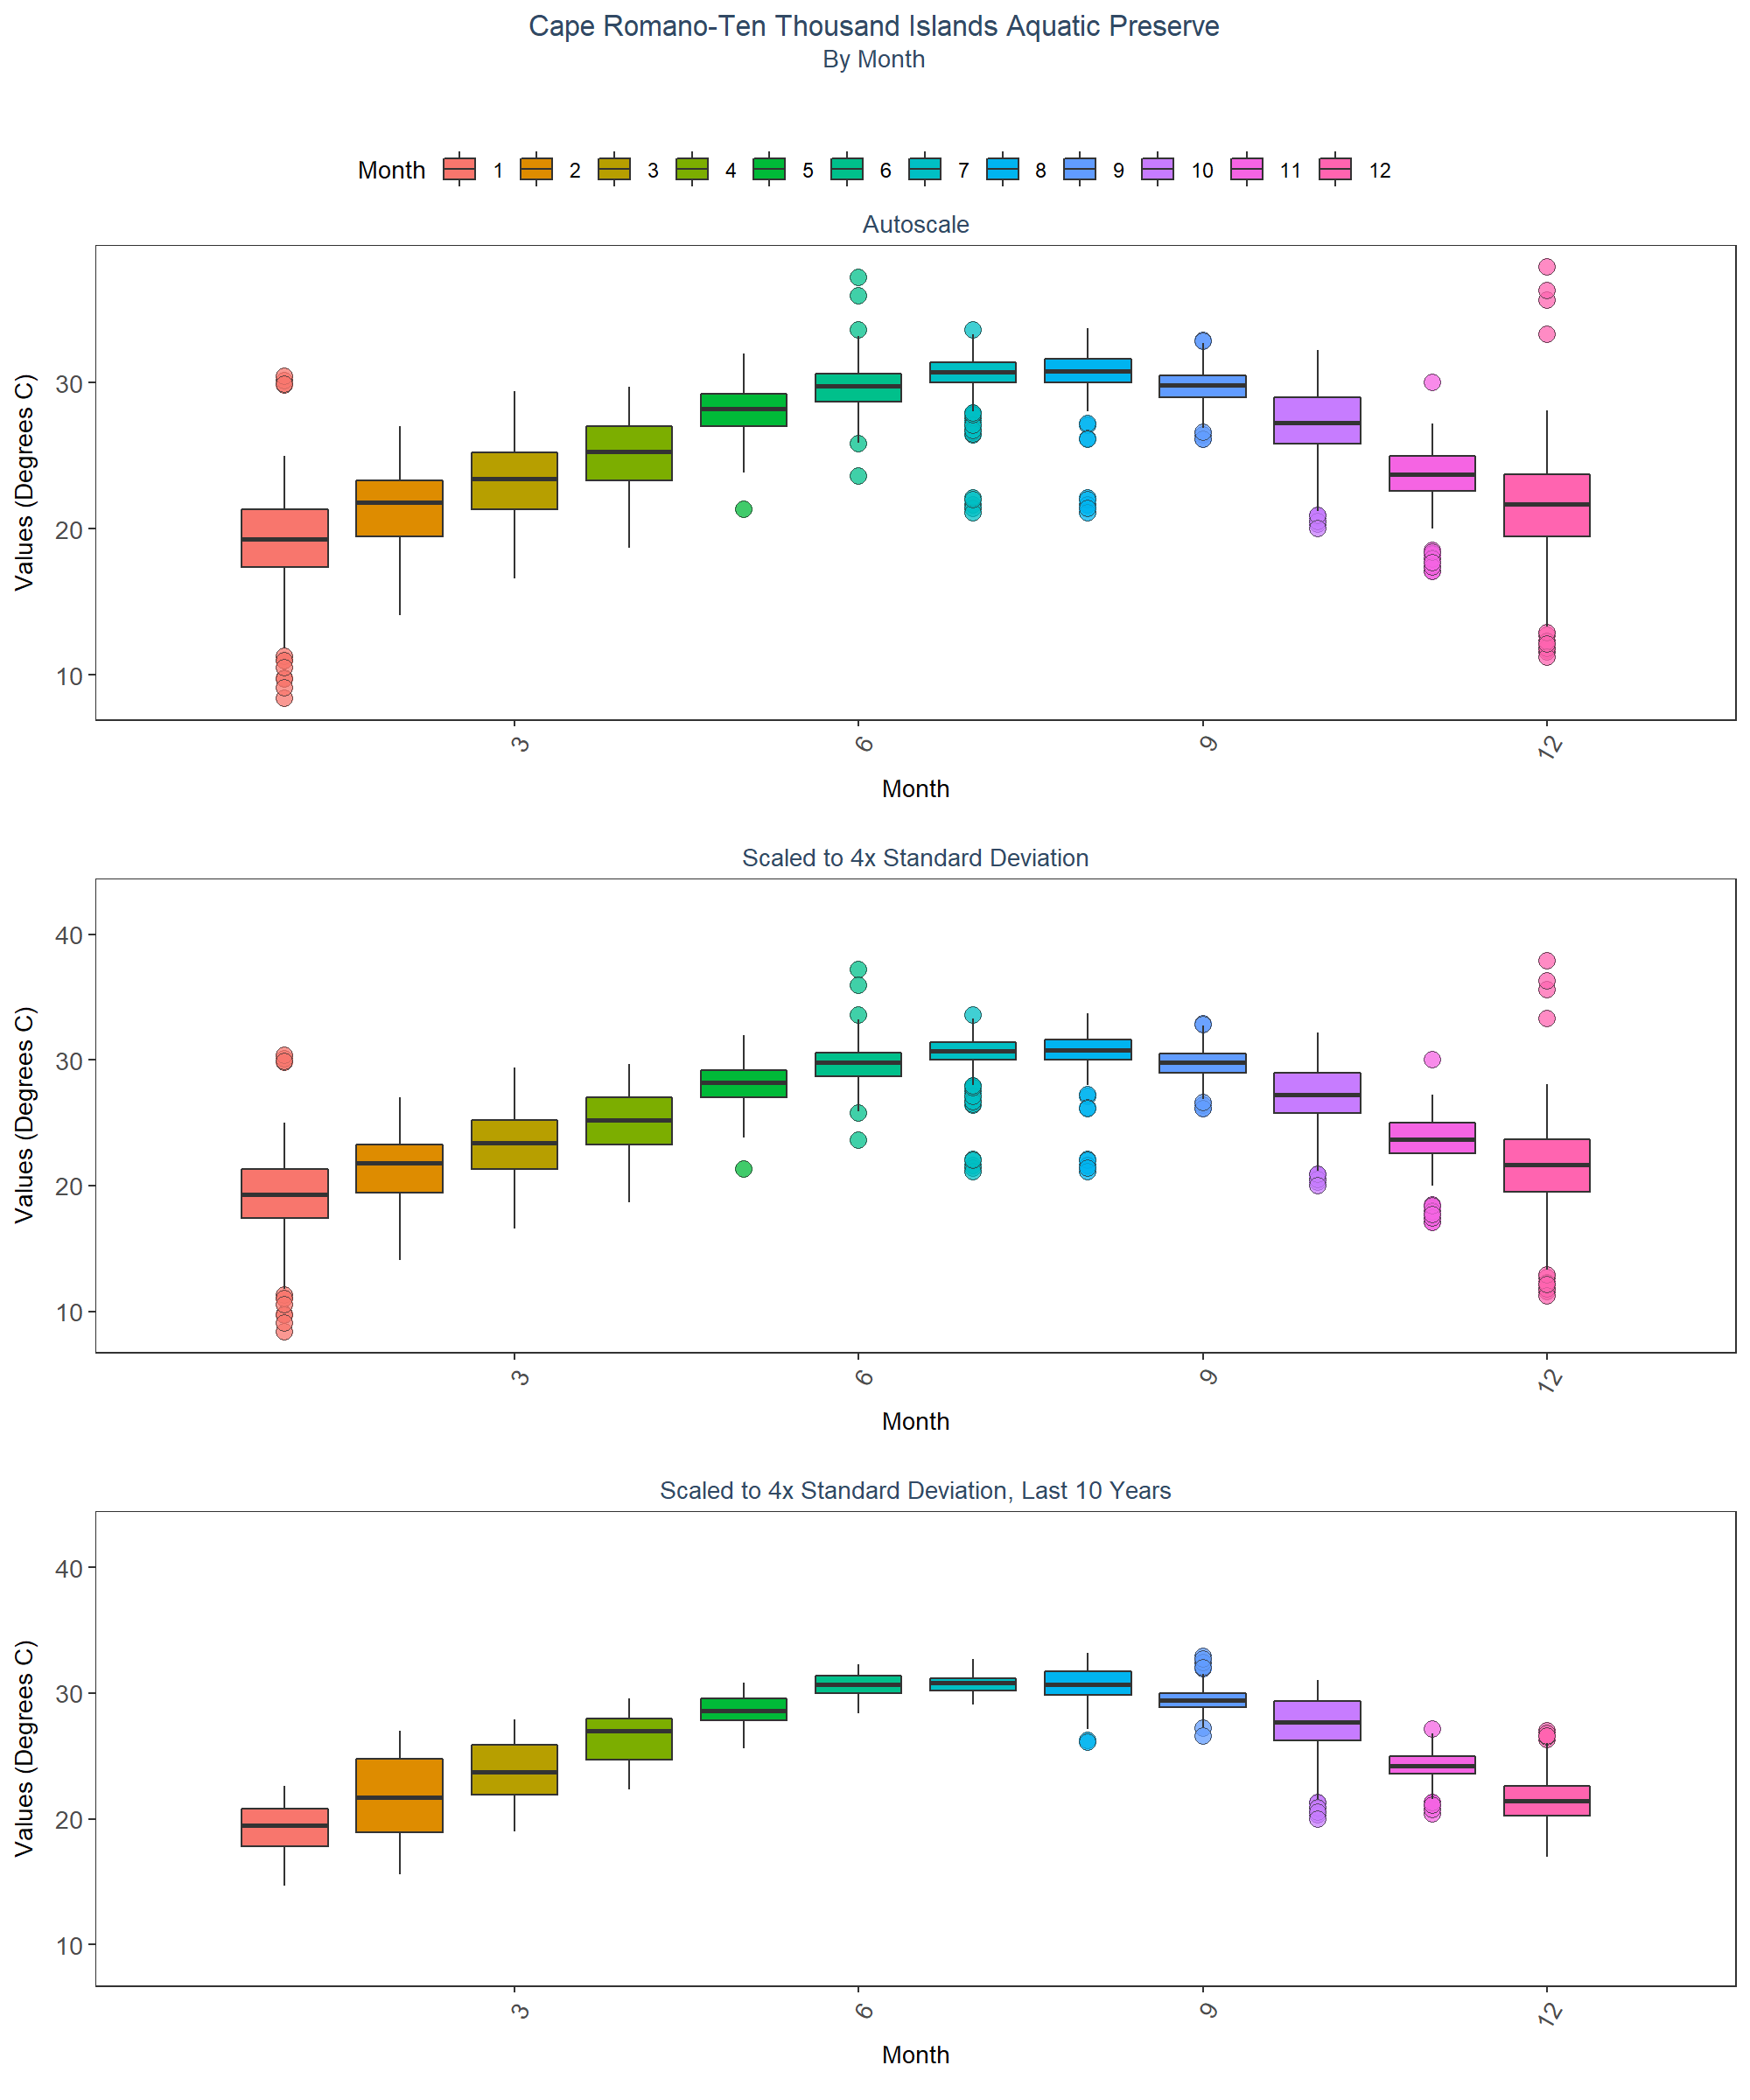 Cape Romano-Ten Thousand Islands Aquatic Preserve
By Month
Month 1 2 3 4 5 6 7 8 9 10 11 12
Autoscale
Values (Degrees C)
30
20
10
3 6 9 12
Month
Scaled to 4x Standard Deviation
Values (Degrees C)
40
30
20
10
3 6 9 12
Month
Scaled to 4x Standard Deviation, Last 10 Years
Values (Degrees C)
40
30
20
10
3 6 9 12
Month